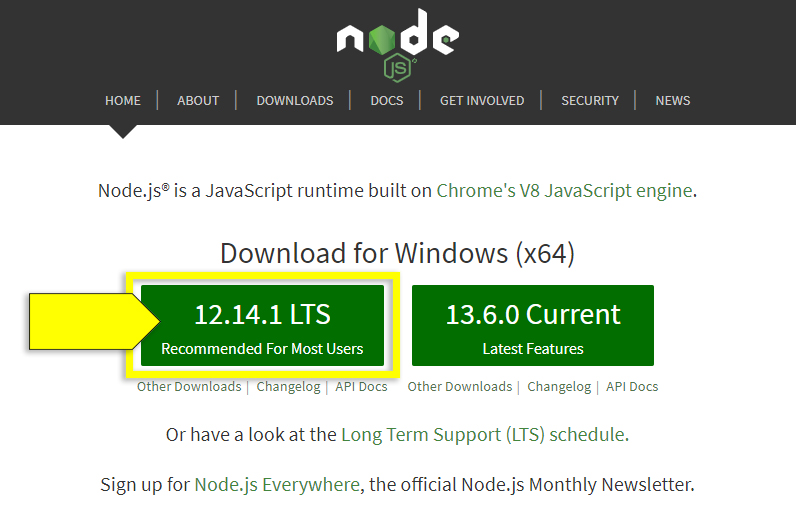 node
JS
HOME | ABOUT | DOWNLOADS | DOCS | GET INVOLVED | SECURITY | NEWS
Node.js® is a JavaScript runtime built on Chrome's V8 JavaScript engine.
Download for Windows (x64)
12.14.1 LTS
Recommended For Most Users
13.6.0 Current
Latest Features
Other Downloads | Changelog | API Docs
Other Downloads | Changelog | API Docs
Or have a look at the Long Term Support (LTS) schedule.
Sign up for Node.js Everywhere, the official Node.js Monthly Newsletter.